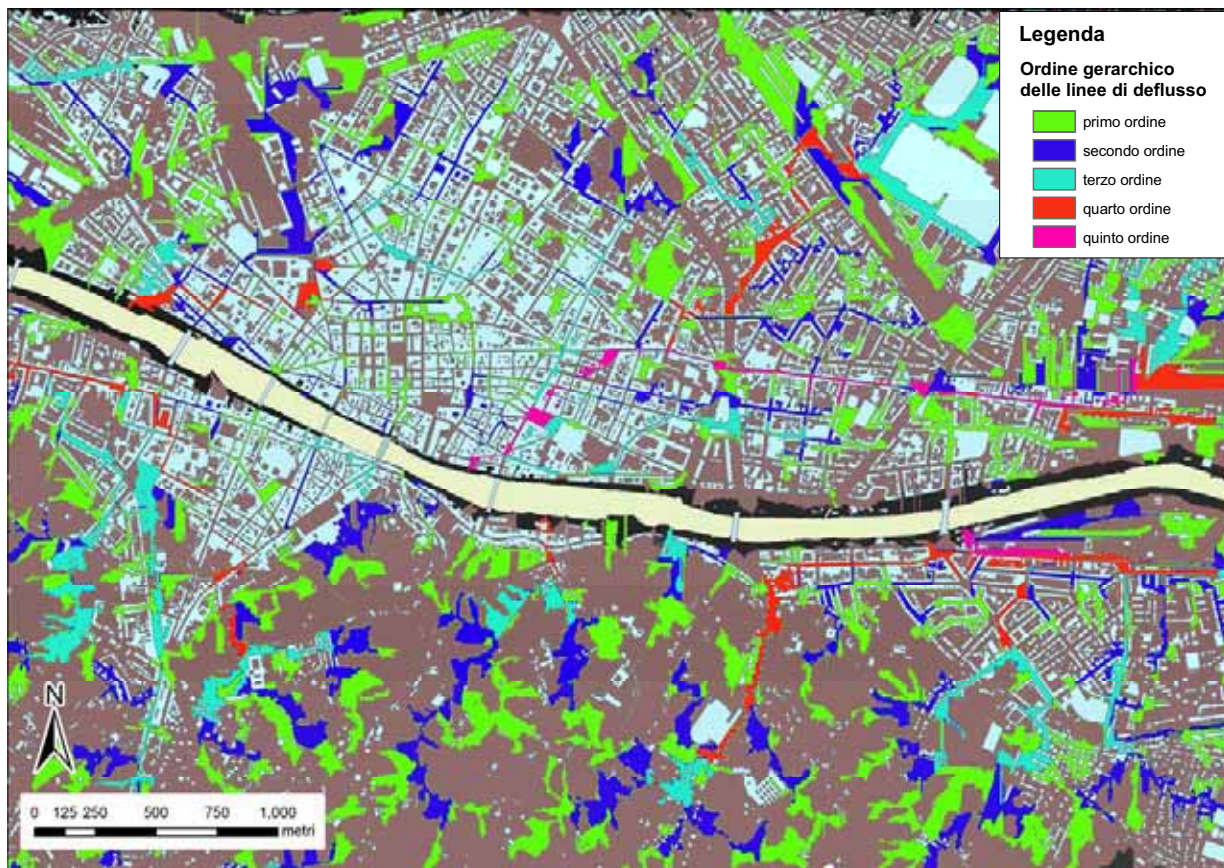 Legenda
Ordine gerarchico
delle linee di deflusso
primo ordine
secondo ordine
terzo ordine
quarto ordine
quinto ordine
N
0 125 250 500 750 1,000
metri